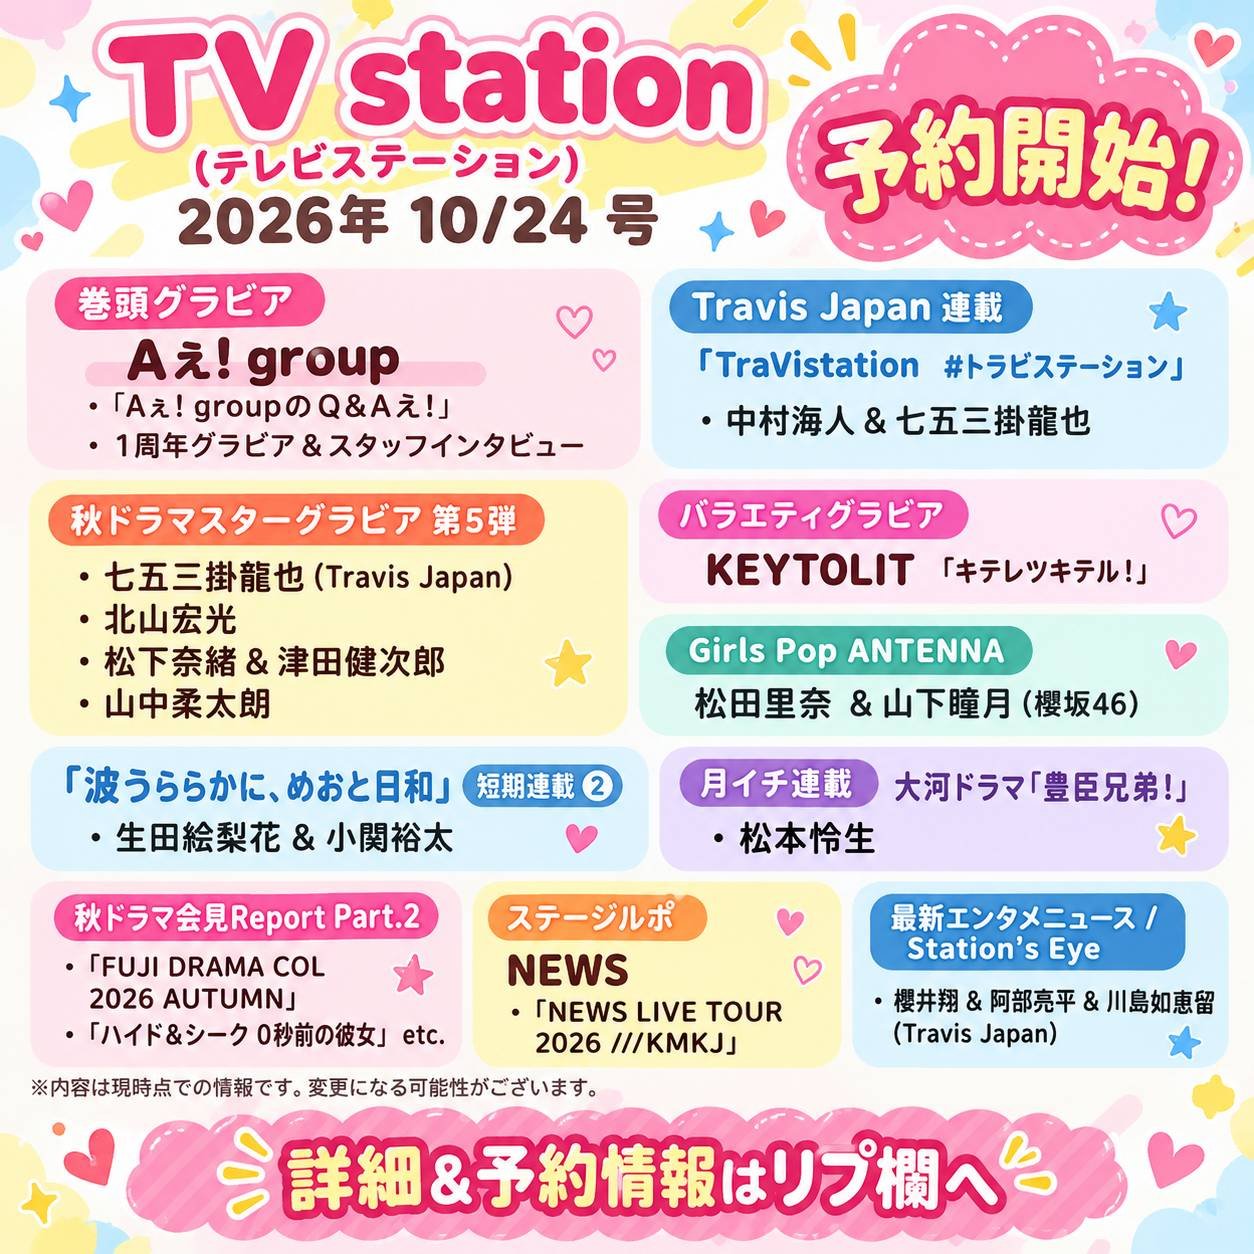 TV station
(テレビステーション)
2026年 10/24 号
予約開始!
巻頭グラビア
Aぇ! group
・「Aぇ! groupのQ&Aえ!」
・1周年グラビア&スタッフインタビュー
Travis Japan 連載
「TraVistation #トラビステーション」
・中村海人&七五三掛龍也
秋ドラマスターグラビア 第5弾
・七五三掛龍也 (Travis Japan)
・北山宏光
・松下奈緒&津田健次郎
・山中柔太朗
バラエティグラビア
KEYTOLIT 「キテレツキテル!」
Girls Pop ANTENNA
松田里奈 &山下瞳月(櫻坂46)
「波うららかに、めおと日和」 短期連載 2
・生田絵梨花 & 小関裕太
月イチ連載 大河ドラマ「豊臣兄弟!」
・松本怜生
秋ドラマ会見Report Part.2
・「FUJI DRAMA COL
2026 AUTUMN」
・「ハイド&シーク 0秒前の彼女」 etc.
ステージルポ
NEWS
・「NEWS LIVE TOUR
2026 ///KMKJ」
最新エンタメニュース /
Station's Eye
・櫻井翔 & 阿部亮平 & 川島如恵留
(Travis Japan)
※内容は現時点での情報です。変更になる可能性がございます。
詳細&予約情報はリプ欄へ